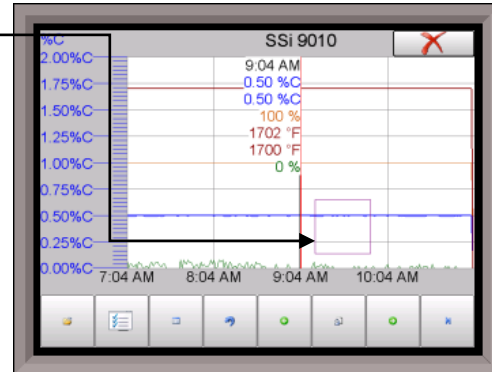 %C
SSi 9010
2.00%C
9:04 AM
0.50 %C
1.75%C
0.50 %C
1.50%C
100 %
1.25%C
1702 °F
1700 °F
1.00%C
0 %
0.75%C
0.50%C
0.25%C
0.00%C
7:04 AM 8:04 AM 9:04 AM 10:04 AM